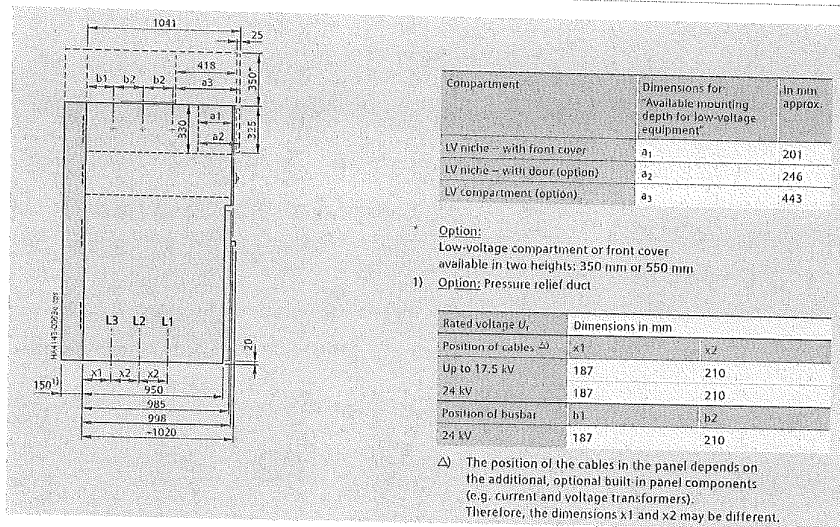 1041
25
418
b1 b2 b2 a3
350*
330
a1
a2
325
L3 L2 L1
20
x1 x2 x2
150¹⁾
950
985
998
~1020
Compartment Dimensions for "Available mounting depth for low-voltage equipment" In mm approx.
LV niche – with front cover a₁ 201
LV niche – with door (option) a₂ 246
LV compartment (option) a₃ 443
* Option:
Low-voltage compartment or front cover
available in two heights: 350 mm or 550 mm
1) Option: Pressure relief duct
Rated voltage Uᵣ Dimensions in mm
Position of cables △) x1 x2
Up to 17.5 kV 187 210
24 kV 187 210
Position of busbar b1 b2
24 kV 187 210
△) The position of the cables in the panel depends on
the additional, optional built-in panel components
(e.g. current and voltage transformers).
Therefore, the dimensions x1 and x2 may be different.